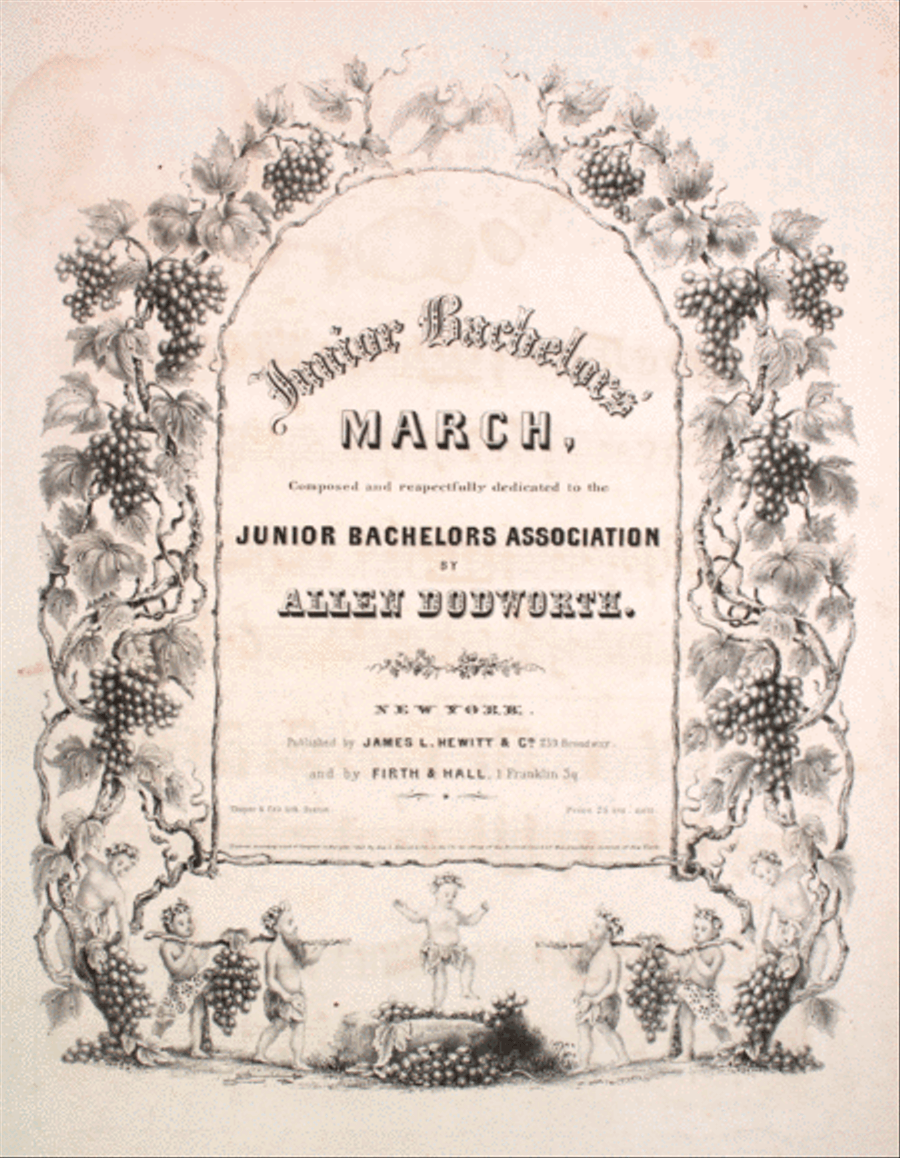 Junior Bachelors'
MARCH,
Composed and respectfully dedicated to the
JUNIOR BACHELORS ASSOCIATION
BY
ALLEN DODWORTH.
NEW YORK.
Published by JAMES L. HEWITT & Co. 239 Broadway.
and by FIRTH & HALL, 1 Franklin Sq
Price